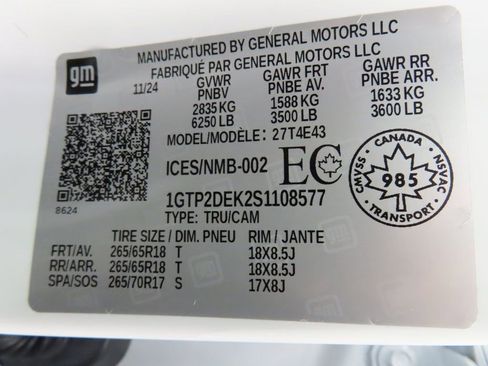 MANUFACTURED BY GENERAL MOTORS LLC
FABRIQUÉ PAR GENERAL MOTORS LLC
gm
11/24
GVWR GAWR FRT GAWR RR
PNBV PNBE AV. PNBE ARR.
2835 KG 1588 KG 1633 KG
6250 LB 3500 LB 3600 LB
MODEL/MODÈLE: 27T4E43
ICES/NMB-002 EC
CANADA
CMVSS NSVAC
985
TRANSPORT
1GTP2DEK2S1108577
8624
TYPE: TRU/CAM
TIRE SIZE / DIM. PNEU RIM / JANTE
FRT/AV. 265/65R18 T 18X8.5J
RR/ARR. 265/65R18 T 18X8.5J
SPA/SOS 265/70R17 S 17X8J